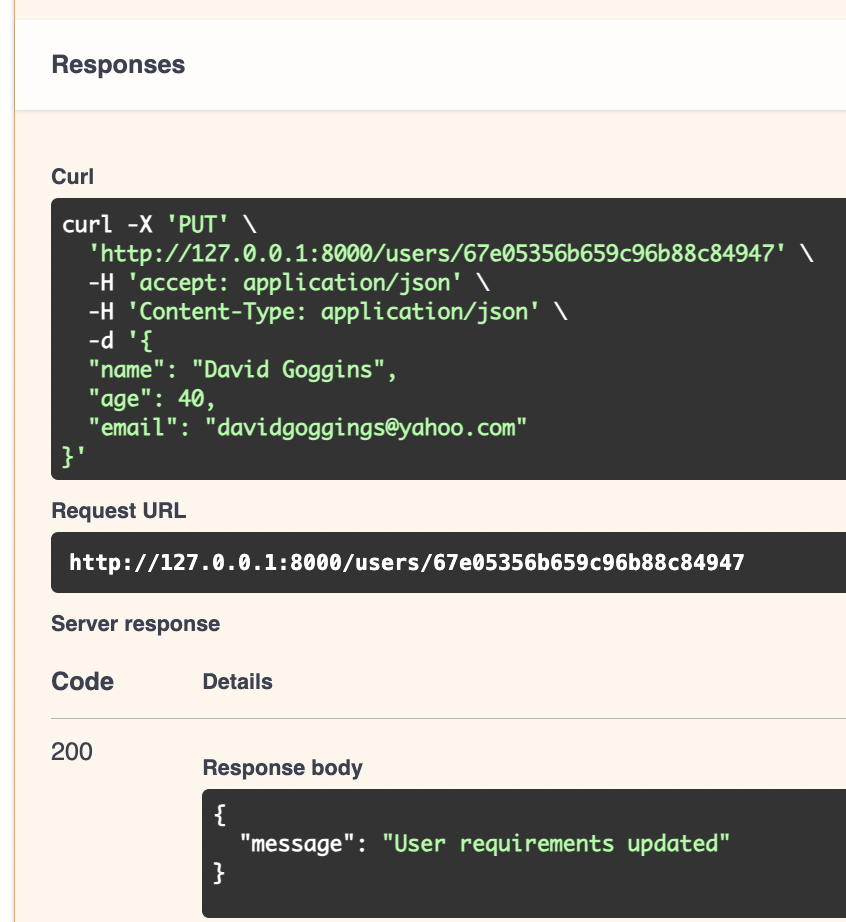 Responses
Curl
curl -X 'PUT' \
  'http://127.0.0.1:8000/users/67e05356b659c96b88c84947' \
  -H 'accept: application/json' \
  -H 'Content-Type: application/json' \
  -d '{
  "name": "David Goggins",
  "age": 40,
  "email": "davidgoggings@yahoo.com"
}'
Request URL
http://127.0.0.1:8000/users/67e05356b659c96b88c84947
Server response
Code Details
200
Response body
{
  "message": "User requirements updated"
}